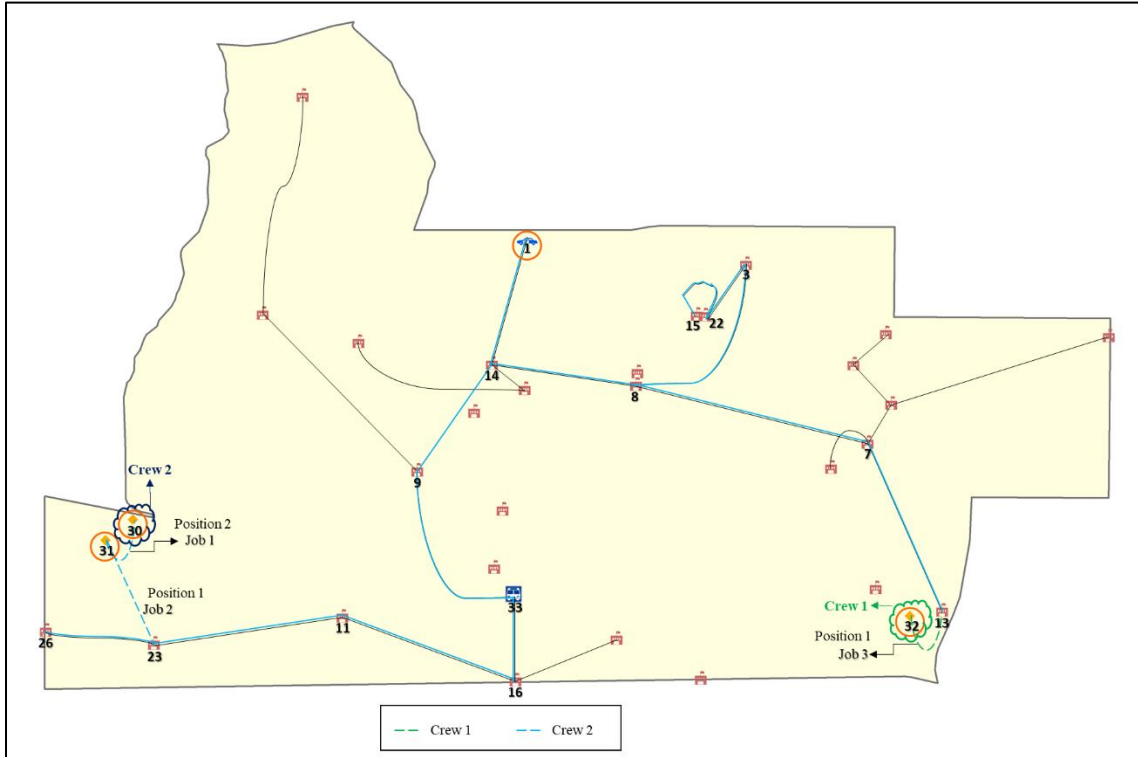 1
3
15 22
14
8
7
9
Crew 2
30
Position 2
31
Job 1
Position 1
Job 2
33
26
23
11
16
Crew 1
32
13
Position 1
Job 3
Crew 1 Crew 2